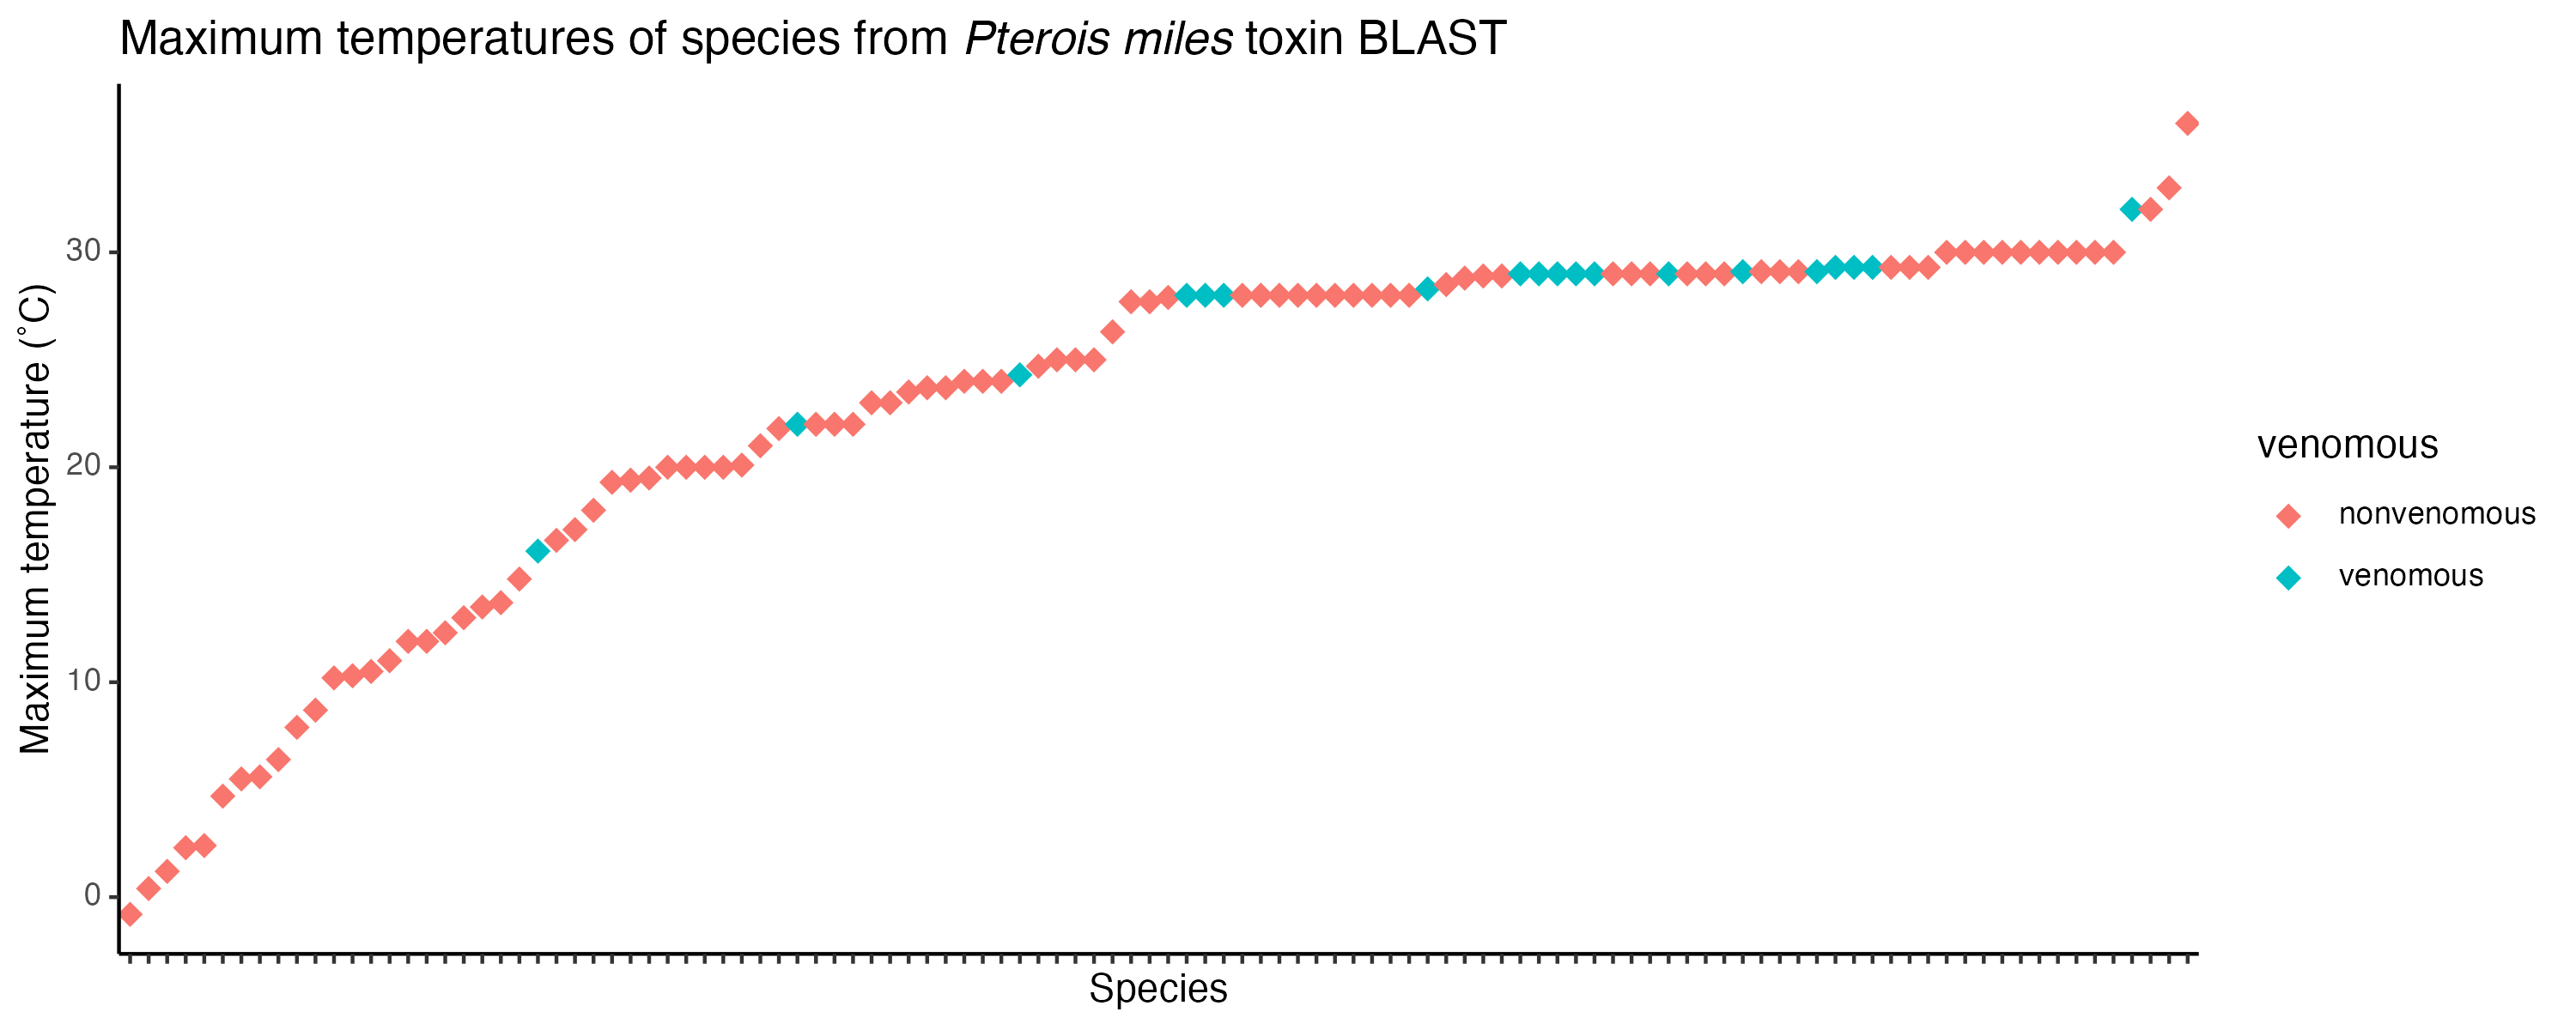 Maximum temperatures of species from Pterois miles toxin BLAST
Maximum temperature (˚C)
30
20
10
0
Species
venomous
nonvenomous
venomous